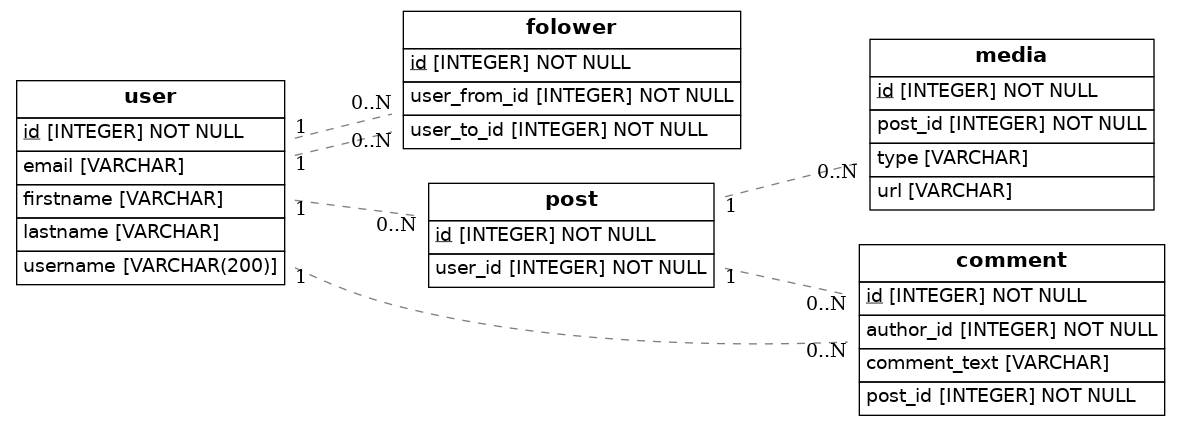 user
id [INTEGER] NOT NULL
email [VARCHAR]
firstname [VARCHAR]
lastname [VARCHAR]
username [VARCHAR(200)]
1
1
1
1
0..N
0..N
0..N
folower
id [INTEGER] NOT NULL
user_from_id [INTEGER] NOT NULL
user_to_id [INTEGER] NOT NULL
post
id [INTEGER] NOT NULL
user_id [INTEGER] NOT NULL
1
1
0..N
0..N
0..N
media
id [INTEGER] NOT NULL
post_id [INTEGER] NOT NULL
type [VARCHAR]
url [VARCHAR]
comment
id [INTEGER] NOT NULL
author_id [INTEGER] NOT NULL
comment_text [VARCHAR]
post_id [INTEGER] NOT NULL